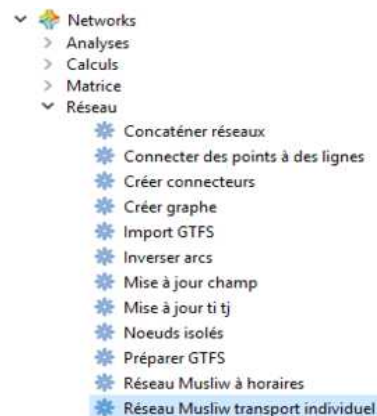 Networks
Analyses
Calculs
Matrice
Réseau
Concaténer réseaux
Connecter des points à des lignes
Créer connecteurs
Créer graphe
Import GTFS
Inverser arcs
Mise à jour champ
Mise à jour ti tj
Noeuds isolés
Préparer GTFS
Réseau Musliw à horaires
Réseau Musliw transport individuel